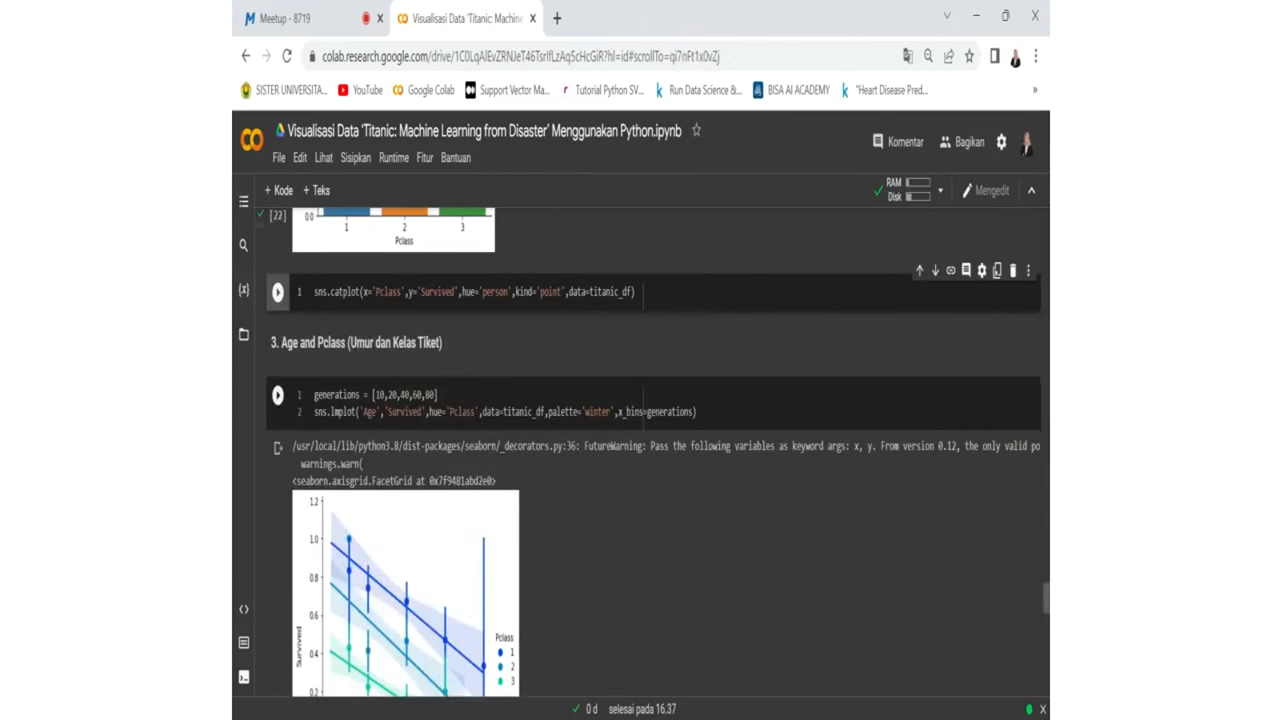 Meetup - 8719
Visualisasi Data 'Titanic: Machine
colab.research.google.com/drive/1C0LqAlEvZRNJeT46TsrIfLzAq5cHcGiR?hl=id#scrollTo=qi7nFt1x0vZj
SISTER UNIVERSITA... YouTube Google Colab Support Vector Ma... Tutorial Python SV... Run Data Science &... BISA AI ACADEMY "Heart Disease Pred... »
Visualisasi Data 'Titanic: Machine Learning from Disaster' Menggunakan Python.ipynb
Komentar Bagikan
File Edit Lihat Sisipkan Runtime Fitur Bantuan
+ Kode + Teks
RAM
Disk
Mengedit
[22]
0.0
1 2 3
Pclass
1 sns.catplot(x='Pclass',y='Survived',hue='person',kind='point',data=titanic_df)
3. Age and Pclass (Umur dan Kelas Tiket)
1 generations = [10,20,40,60,80]
2 sns.lmplot('Age','Survived',hue='Pclass',data=titanic_df,palette='winter',x_bins=generations)
/usr/local/lib/python3.8/dist-packages/seaborn/_decorators.py:36: FutureWarning: Pass the following variables as keyword args: x, y. From version 0.12, the only valid po
warnings.warn(
<seaborn.axisgrid.FacetGrid at 0x7f9481abd2e0>
1.2
1.0
0.8
0.6
0.4
0.2
Survived
Pclass
1
2
3
0 d selesai pada 16.37